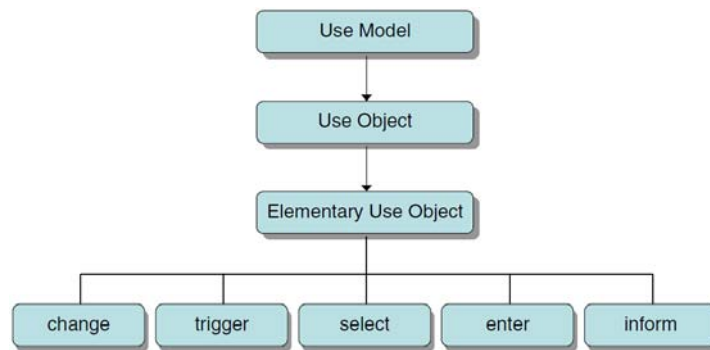 Use Model
Use Object
Elementary Use Object
change
trigger
select
enter
inform